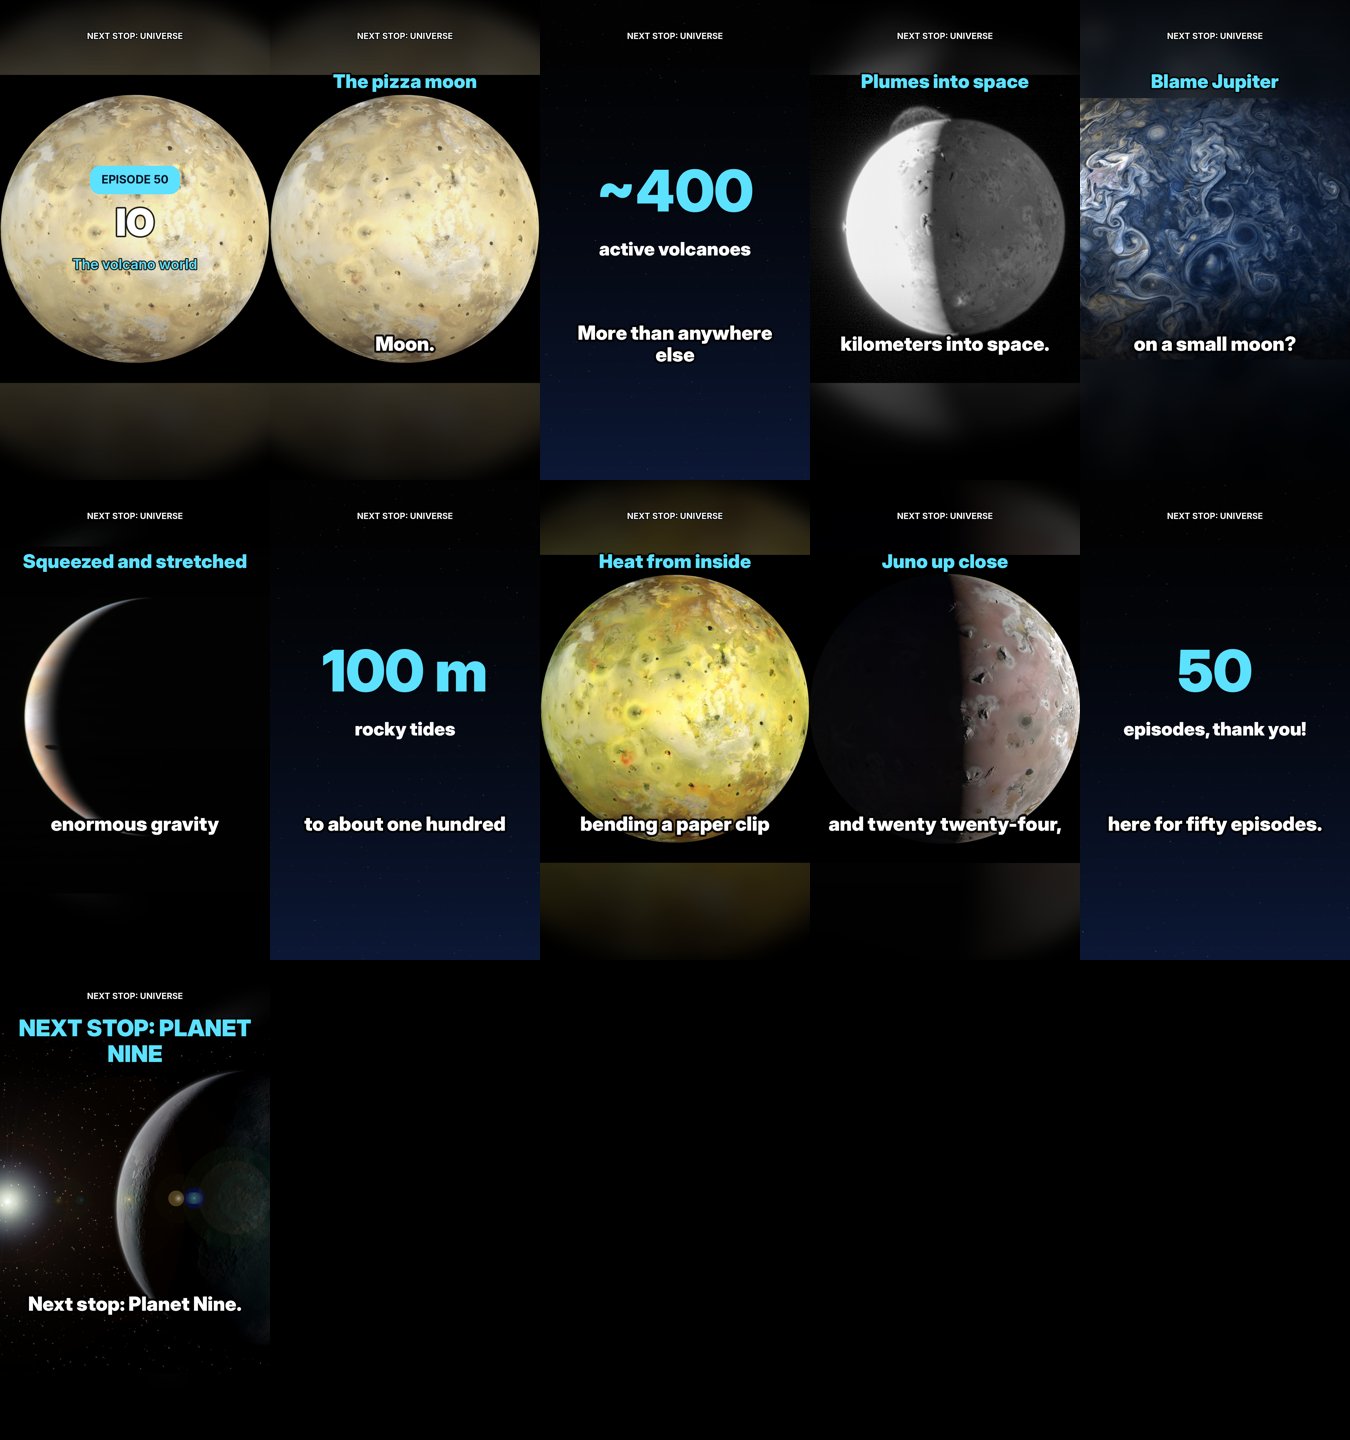 NEXT STOP: UNIVERSE
EPISODE 50
IO
The volcano world
NEXT STOP: UNIVERSE
The pizza moon
Moon.
NEXT STOP: UNIVERSE
~400
active volcanoes
More than anywhere
else
NEXT STOP: UNIVERSE
Plumes into space
kilometers into space.
NEXT STOP: UNIVERSE
Blame Jupiter
on a small moon?
NEXT STOP: UNIVERSE
Squeezed and stretched
enormous gravity
NEXT STOP: UNIVERSE
100 m
rocky tides
to about one hundred
NEXT STOP: UNIVERSE
Heat from inside
bending a paper clip
NEXT STOP: UNIVERSE
Juno up close
and twenty twenty-four,
NEXT STOP: UNIVERSE
50
episodes, thank you!
here for fifty episodes.
NEXT STOP: UNIVERSE
NEXT STOP: PLANET
NINE
Next stop: Planet Nine.